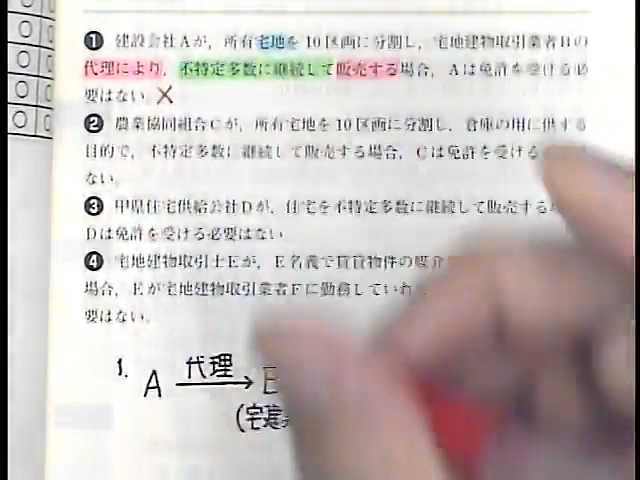 ❶ 建設会社Aが、所有宅地を10区画に分割し、宅地建物取引業者Bの
代理により、不特定多数に継続して販売する場合、Aは免許を受ける必
要はない。×
❷ 農業協同組合Cが、所有宅地を10区画に分割し、倉庫の用に供する
目的で、不特定多数に継続して販売する場合、Cは免許を受ける
ない。
❸ 甲県住宅供給公社Dが、住宅を不特定多数に継続して販売する
Dは免許を受ける必要はない
❹ 宅地建物取引士Eが、E名義で賃貸物件の媒介
場合、Eが宅地建物取引業者Fに勤務していれ
要はない。
1. A 代理 → B
(宅建